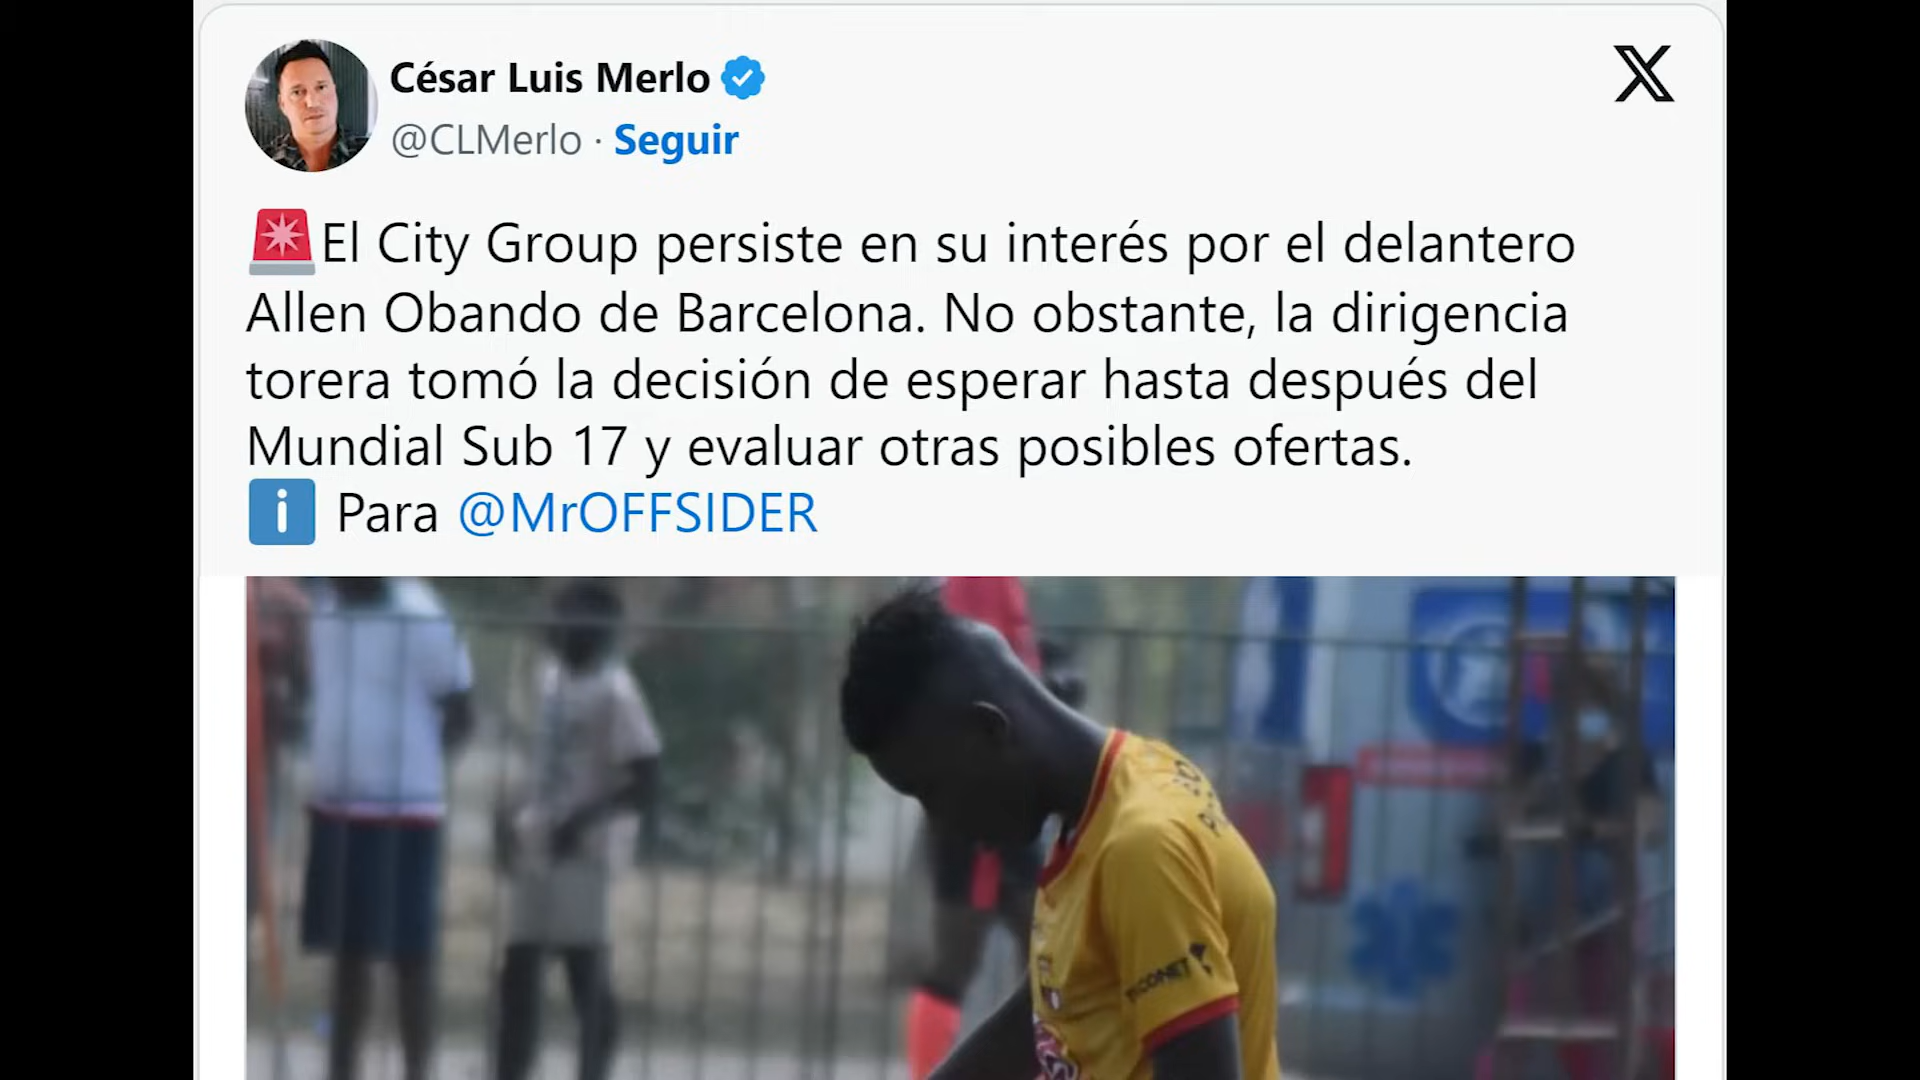 César Luis Merlo
@CLMerlo · Seguir
El City Group persiste en su interés por el delantero
Allen Obando de Barcelona. No obstante, la dirigencia
torera tomó la decisión de esperar hasta después del
Mundial Sub 17 y evaluar otras posibles ofertas.
Para @MrOFFSIDER